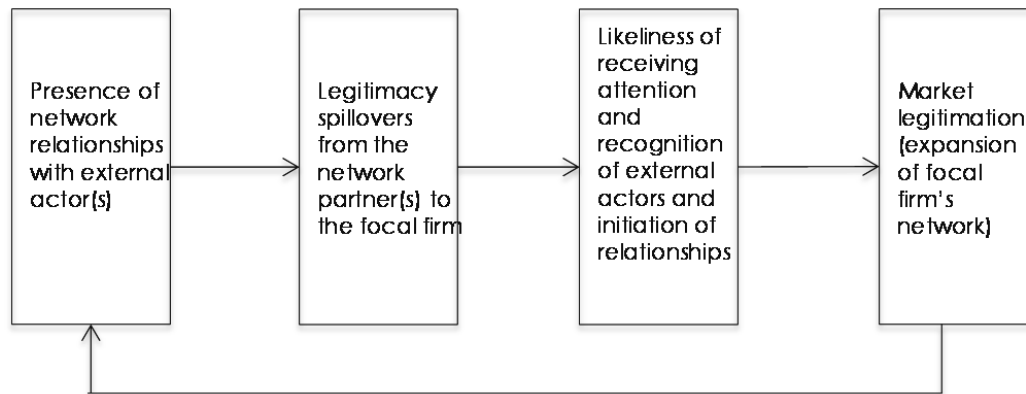 Presence of
network
relationships
with external
actor(s)
Legitimacy
spillovers
from the
network
partner(s) to
the focal firm
Likeliness of
receiving
attention
and
recognition
of external
actors and
initiation of
relationships
Market
legitimation
(expansion
of focal
firm's
network)